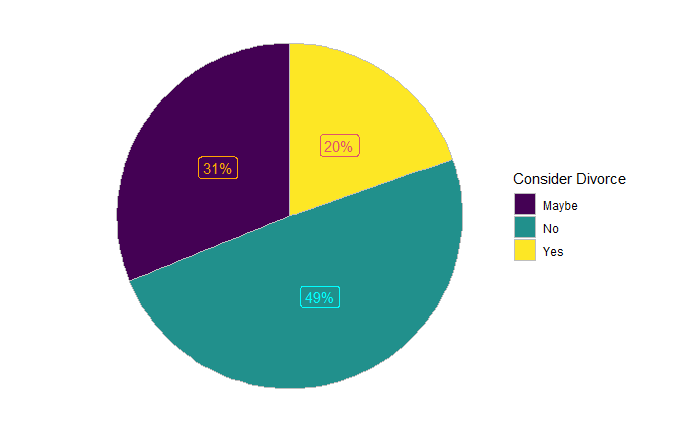 20%
31%
49%
Consider Divorce
Maybe
No
Yes